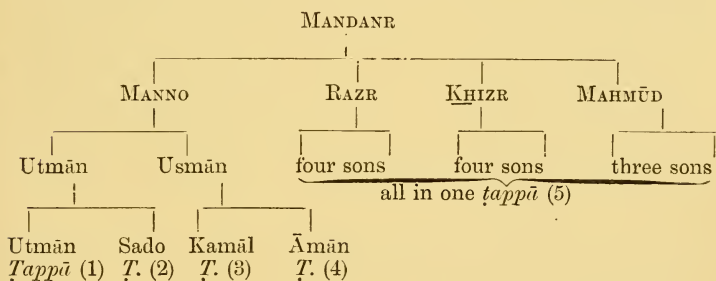 MANDANR
MANNO RAZR KHIZR MAHMŪD
Utmān Usmān four sons four sons three sons
all in one ṭappā (5)
Utmān Sado Kamāl Āmān
Ṭappā (1) Ṭ. (2) Ṭ. (3) Ṭ. (4)